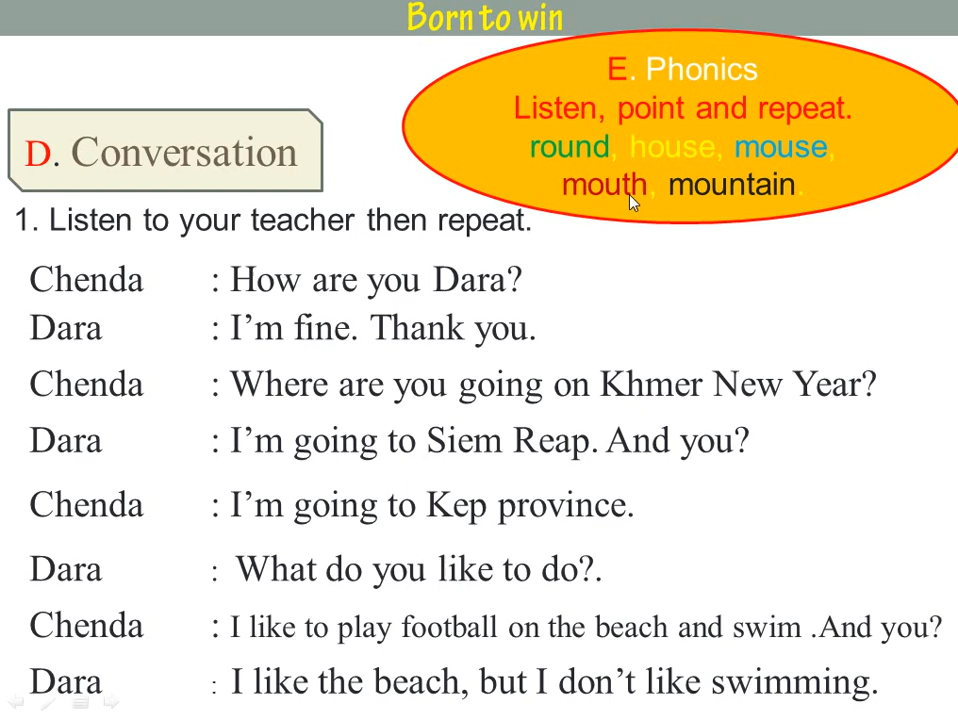 Born to win
E. Phonics
Listen, point and repeat.
round, house, mouse,
mouth, mountain.
D. Conversation
1. Listen to your teacher then repeat.
Chenda : How are you Dara?
Dara : I’m fine. Thank you.
Chenda : Where are you going on Khmer New Year?
Dara : I’m going to Siem Reap. And you?
Chenda : I’m going to Kep province.
Dara : What do you like to do?.
Chenda : I like to play football on the beach and swim .And you?
Dara : I like the beach, but I don’t like swimming.